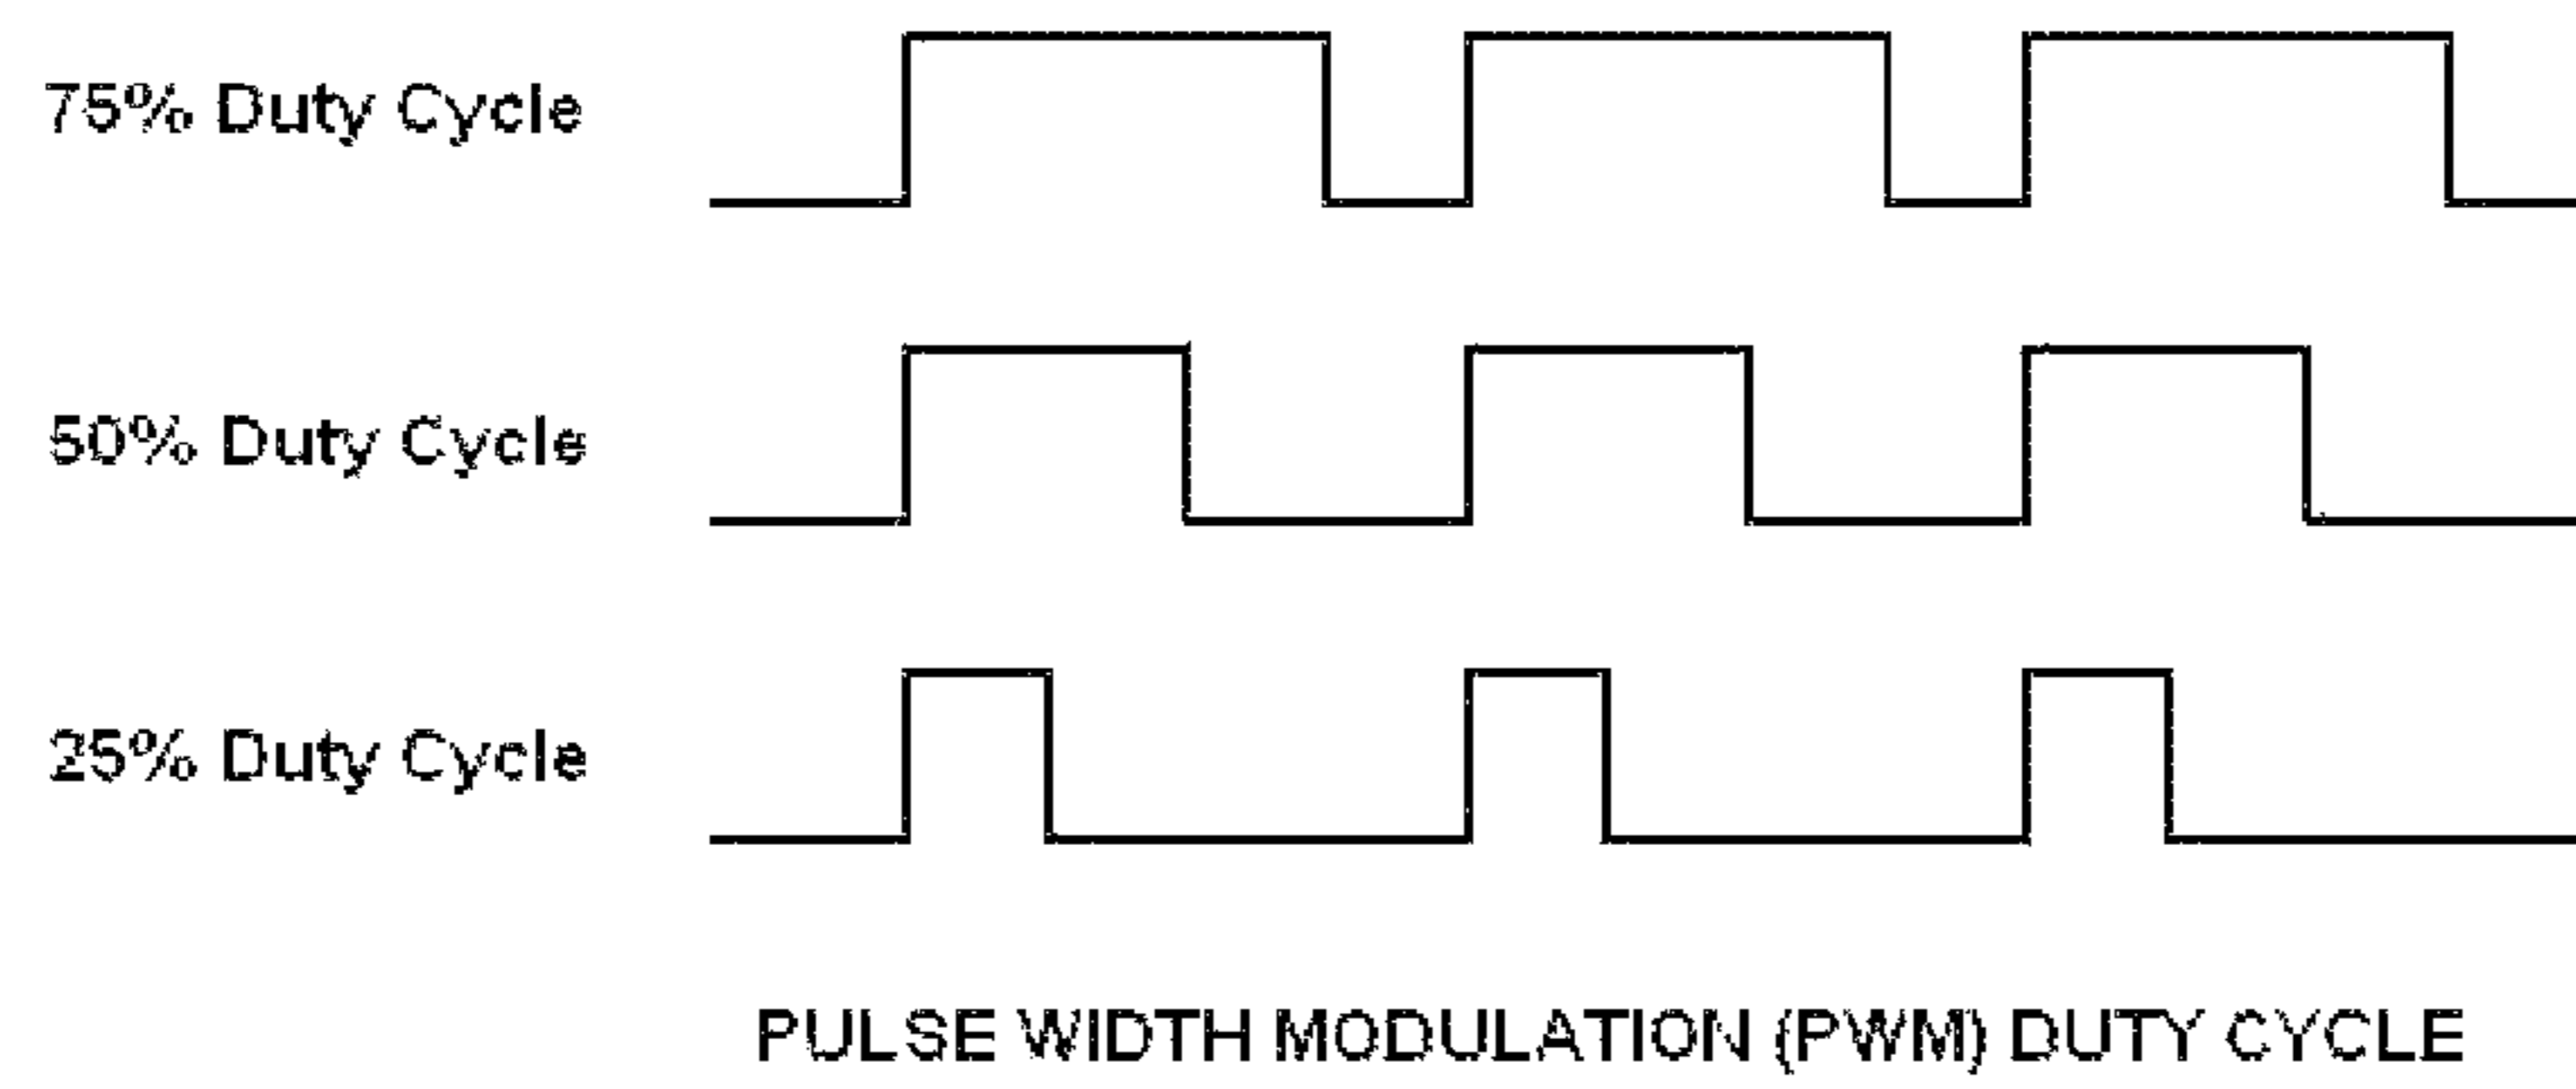 75% Duty Cycle
50% Duty Cycle
25% Duty Cycle
PULSE WIDTH MODULATION (PWM) DUTY CYCLE